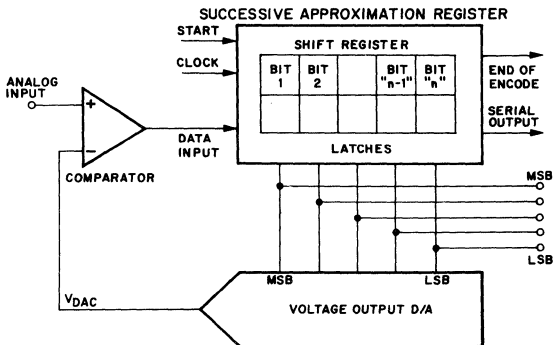 SUCCESSIVE APPROXIMATION REGISTER
START
SHIFT REGISTER
CLOCK
BIT 1
BIT 2
BIT "n-1"
BIT "n"
END OF ENCODE
ANALOG INPUT
+
−
DATA INPUT
SERIAL OUTPUT
LATCHES
COMPARATOR
MSB
LSB
MSB
LSB
VDAC
VOLTAGE OUTPUT D/A